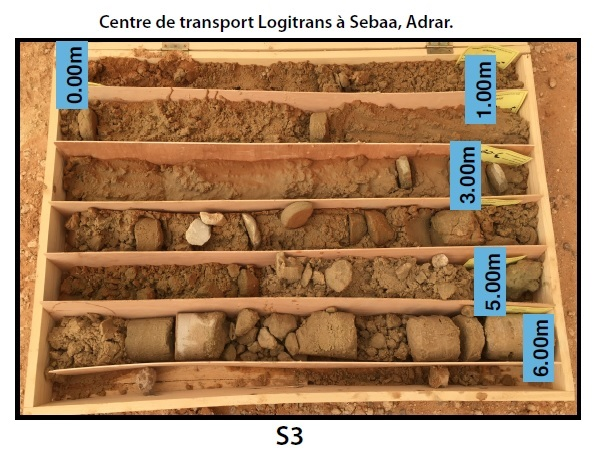 Centre de transport Logitrans à Sebaa, Adrar.
0.00m
1.00m
3.00m
5.00m
6.00m
S3